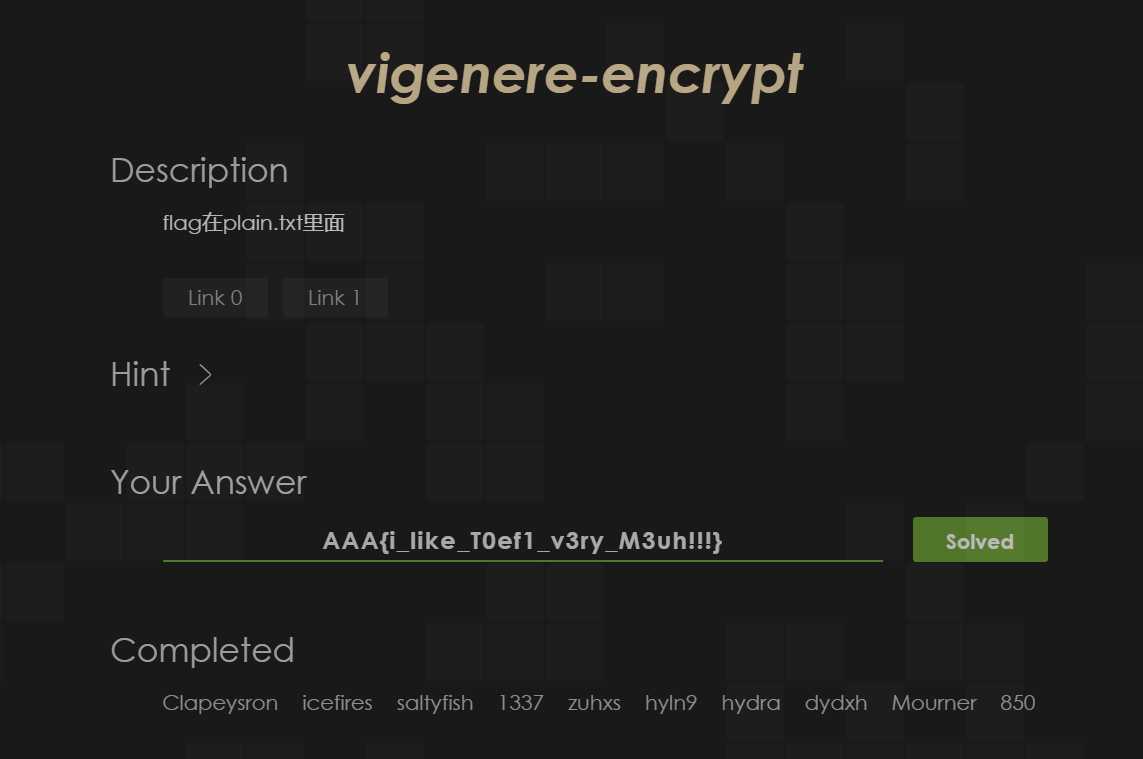 vigenere-encrypt
Description
flag在plain.txt里面
Link 0 Link 1
Hint >
Your Answer
AAA{i_like_T0ef1_v3ry_M3uh!!!} Solved
Completed
Clapeysron icefires saltyfish 1337 zuhxs hyln9 hydra dydxh Mourner 850